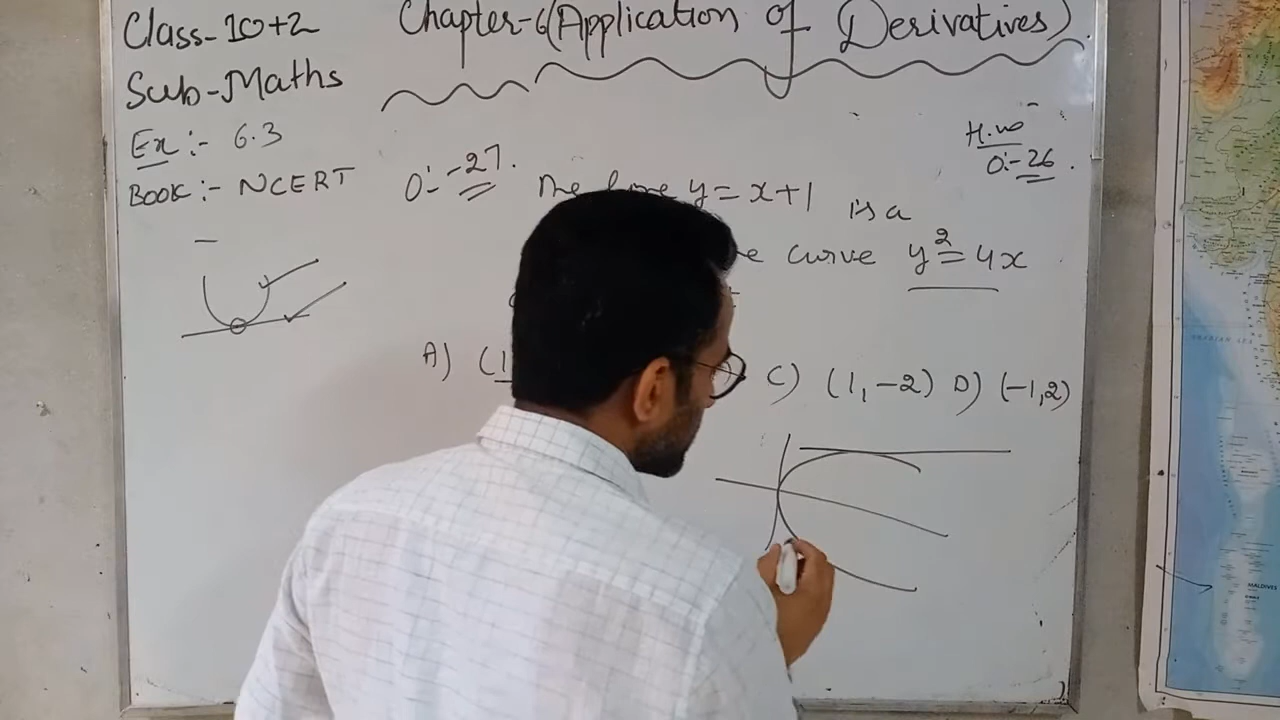 Class-10+2
Chapter-6(Application of Derivatives)
Sub-Maths
Ex:- 6.3
H.W
Q:-26.
BOOK:- NCERT
Q:-27. The line y=x+1 is a
curve y²=4x
A) (1 C) (1,-2) D) (-1,2)
MALDIVES